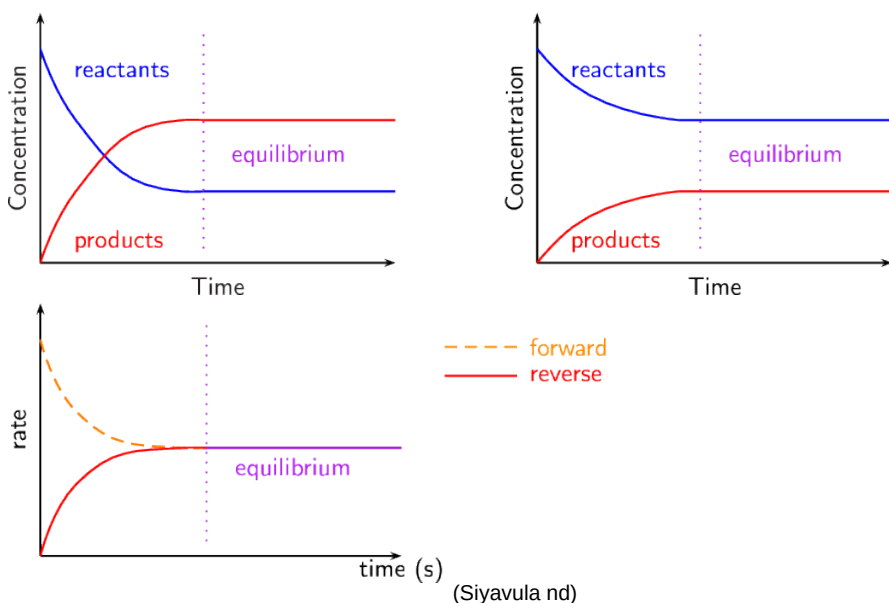 Concentration
reactants
equilibrium
products
Time
Concentration
reactants
equilibrium
products
Time
rate
equilibrium
time (s)
forward
reverse
(Siyavula nd)